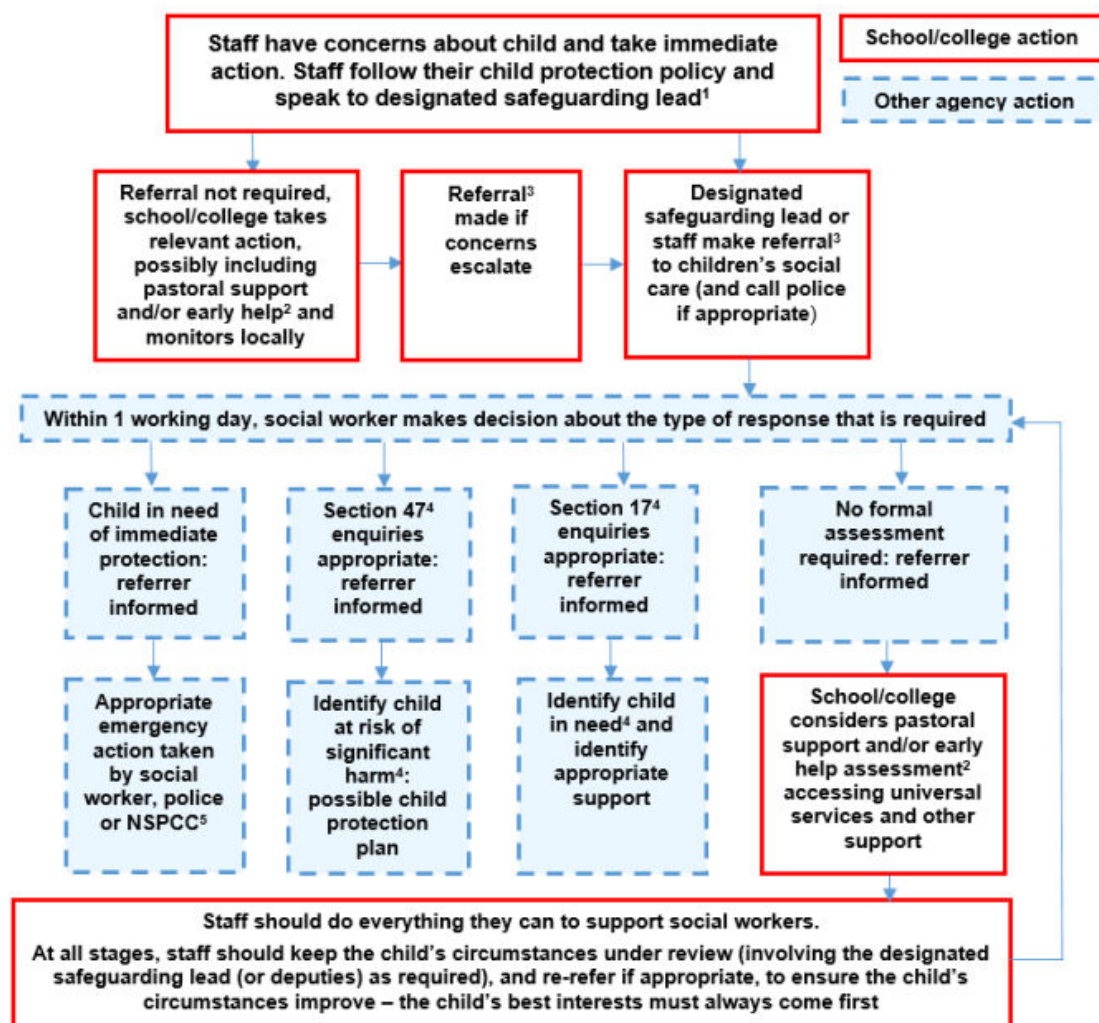 Staff have concerns about child and take immediate
action. Staff follow their child protection policy and
speak to designated safeguarding lead¹
School/college action
Other agency action
Referral not required,
school/college takes
relevant action,
possibly including
pastoral support
and/or early help² and
monitors locally
Referral³
made if
concerns
escalate
Designated
safeguarding lead or
staff make referral³
to children’s social
care (and call police
if appropriate)
Within 1 working day, social worker makes decision about the type of response that is required
Child in need
of immediate
protection:
referrer
informed
Section 47⁴
enquiries
appropriate:
referrer
informed
Section 17⁴
enquiries
appropriate:
referrer
informed
No formal
assessment
required: referrer
informed
Appropriate
emergency
action taken
by social
worker, police
or NSPCC⁵
Identify child
at risk of
significant
harm⁴:
possible child
protection
plan
Identify child
in need⁴ and
identify
appropriate
support
School/college
considers pastoral
support and/or early
help assessment²
accessing universal
services and other
support
Staff should do everything they can to support social workers.
At all stages, staff should keep the child’s circumstances under review (involving the designated
safeguarding lead (or deputies) as required), and re-refer if appropriate, to ensure the child’s
circumstances improve – the child’s best interests must always come first